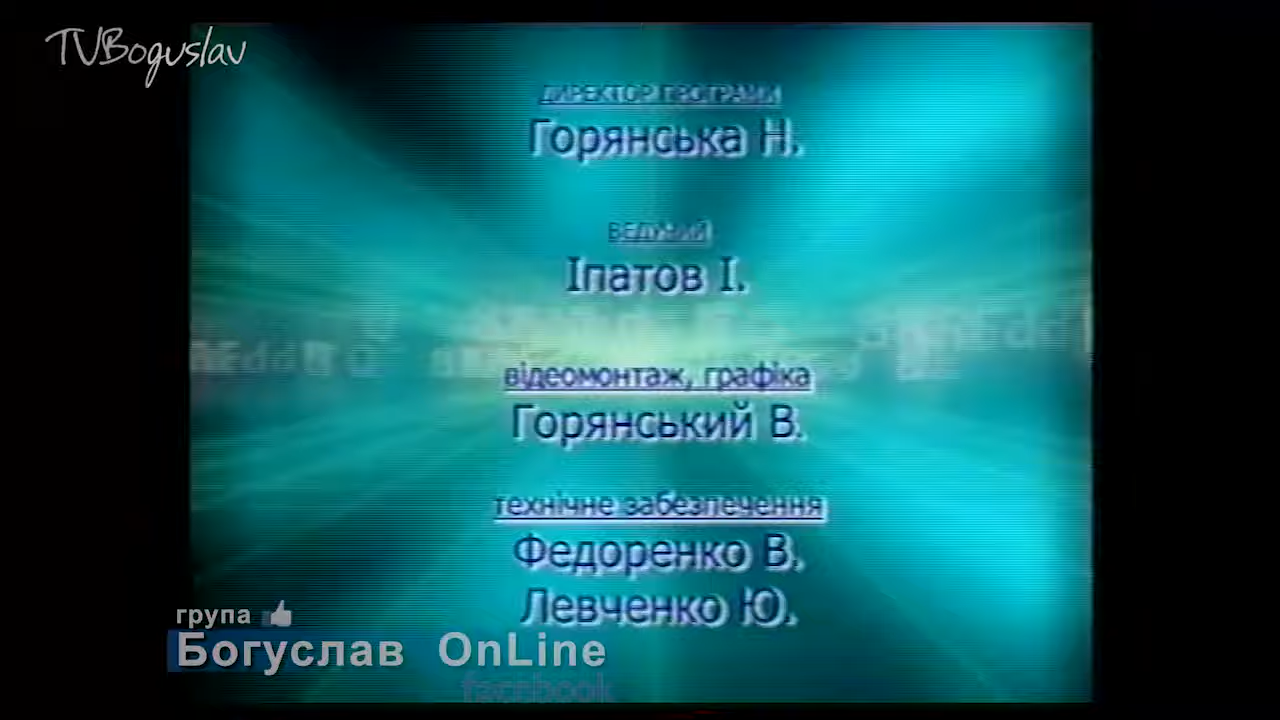 TVBoguslav
ДИРЕКТОР ПРОГРАМИ
Горянська Н.
ВЕДУЧИЙ
Іпатов І.
відеомонтаж, графіка
Горянський В.
технічне забезпечення
Федоренко В.
Левченко Ю.
група
Богуслав OnLine
facebook